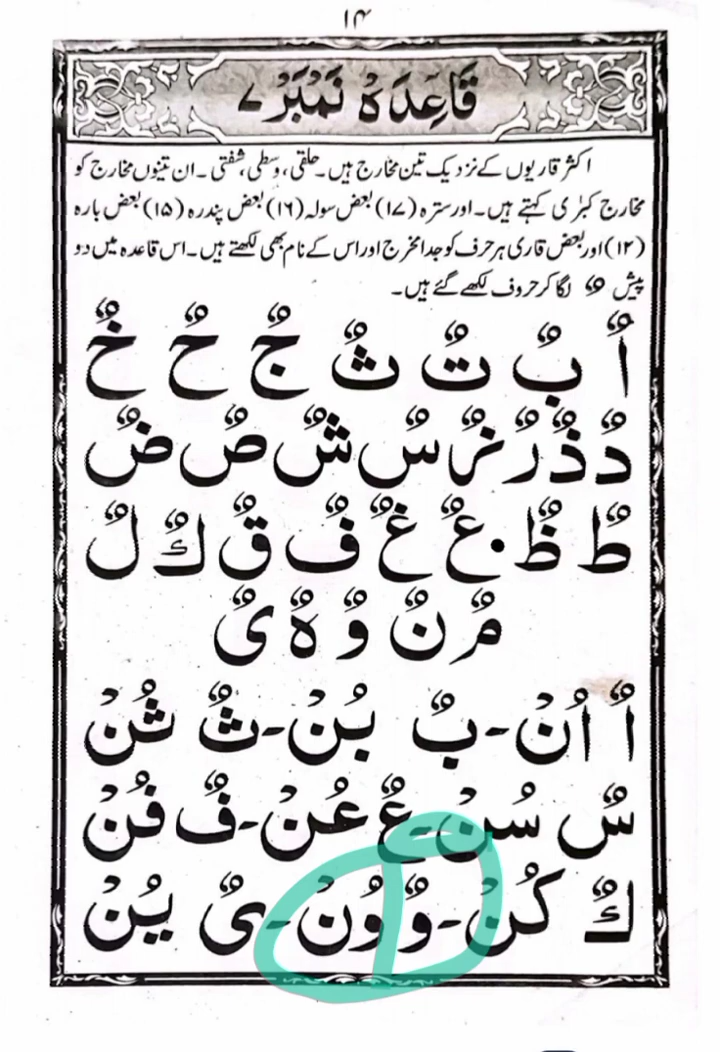 ۱۴
قَاعِدَہْ نَمْبَرْ ۷
اکثر قاریوں کے نزدیک تین مخارج ہیں۔ حلقی، وسطی، شفتی۔ ان تینوں مخارج کو
مخارج کبرٰی کہتے ہیں۔ اور سترہ (۱۷) بعض سولہ (۱۶) بعض پندرہ (۱۵) بعض بارہ
(۱۲) اور بعض قاری ہر حرف کو جدا مخرج اور اس کے نام بھی لکھتے ہیں۔ اس قاعدہ میں دو
پیش ٌ لگا کر حروف لکھے گئے ہیں۔
اٌ بٌ تٌ ثٌ جٌ حٌ خٌ
دٌ ذٌ رٌ زٌ سٌ شٌ صٌ ضٌ
طٌ ظٌ عٌ غٌ فٌ قٌ كٌ لٌ
مٌ نٌ وٌ ہٌ یٌ
اٌ اُنْ - بٌ بُنْ - ثٌ ثُنْ
سٌ سُنْ - عٌ عُنْ - فٌ فُنْ
كٌ كُنْ - وٌ وُنْ - یٌ یُنْ